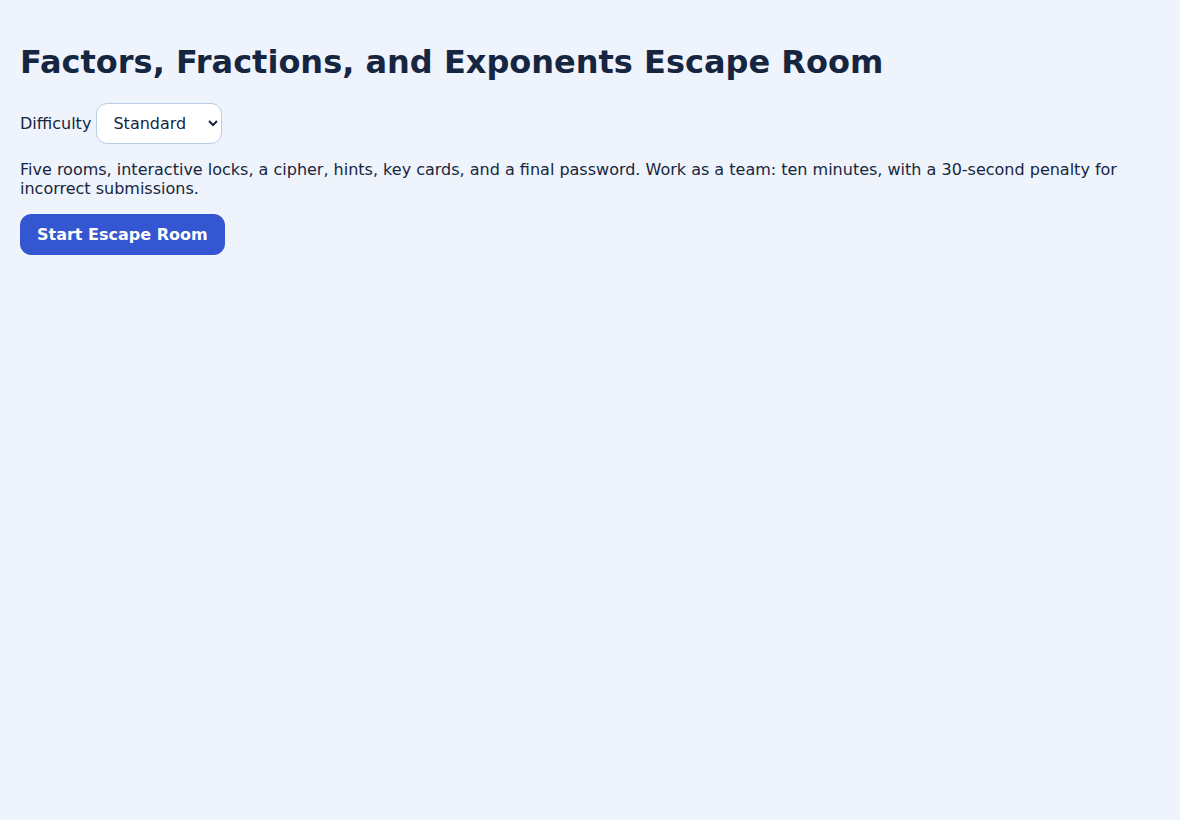 Factors, Fractions, and Exponents Escape Room
Difficulty Standard
Five rooms, interactive locks, a cipher, hints, key cards, and a final password. Work as a team: ten minutes, with a 30-second penalty for
incorrect submissions.
Start Escape Room